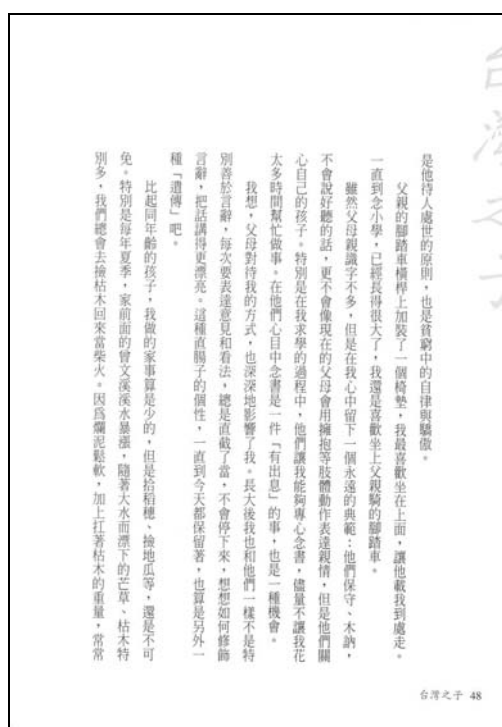 台灣之子
是他待人處世的原則，也是貧窮中的自律與驕傲。
父親的腳踏車橫桿上加裝了一個椅墊，我最喜歡坐在上面，讓他載我到處走。
一直到念小學，已經長得很大了，我還是喜歡坐上父親騎的腳踏車。
雖然父母親識字不多，但是在我心中留下一個永遠的典範：他們保守、木訥，
不會說好聽的話，更不會像現在的父母會用擁抱等肢體動作表達親情，但是他們關
心自己的孩子。特別是在我求學的過程中，他們讓我能夠專心念書，儘量不讓我花
太多時間幫忙做事。在他們心目中念書是一件「有出息」的事，也是一種機會。
我想，父母對待我的方式，也深深地影響了我。長大後我也和他們一樣不是特
別善於言辭，每次要表達意見和看法，總是直截了當，不會停下來，想想如何修飾
言辭，把話講得更漂亮。這種直腸子的個性，一直到今天都保留著，也算是另外一
種「遺傳」吧。
比起同年齡的孩子，我做的家事算是少的，但是拾稻穗、撿地瓜等，還是不可
免。特別是每年夏季，家前面的曾文溪溪水暴漲，隨著大水而漂下的芒草、枯木特
別多，我們總會去撿枯木回來當柴火。因為爛泥鬆軟，加上扛著枯木的重量，常常
台灣之子 48